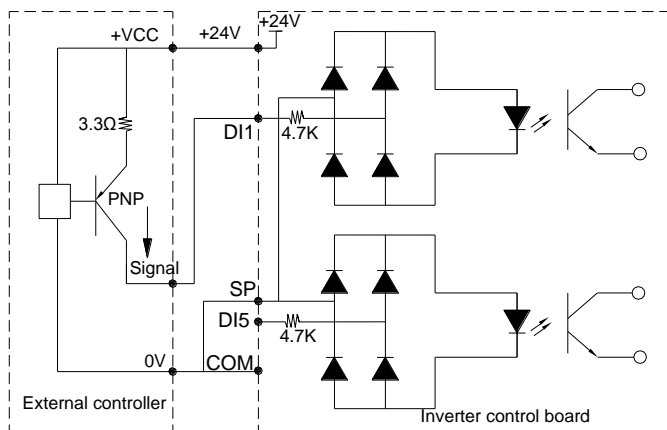 +24V
+VCC
+24V
3.3Ω
DI1
4.7K
PNP
Signal
SP
DI5
4.7K
0V
COM
External controller
Inverter control board